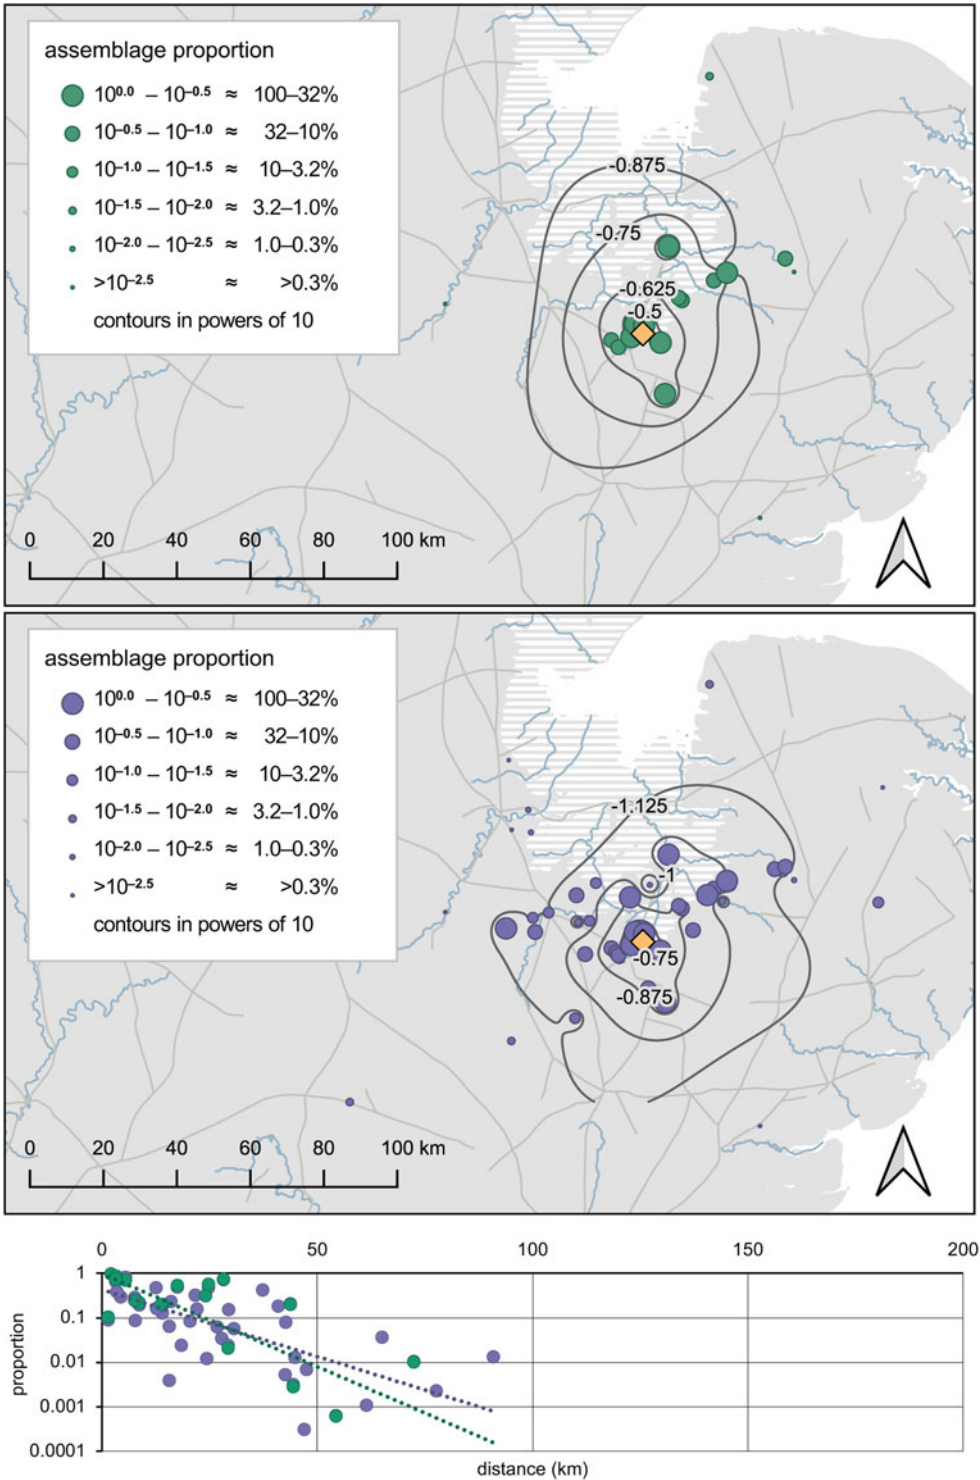 assemblage proportion
10^0.0 – 10^–0.5 ≈ 100–32%
10^–0.5 – 10^–1.0 ≈ 32–10%
10^–1.0 – 10^–1.5 ≈ 10–3.2%
10^–1.5 – 10^–2.0 ≈ 3.2–1.0%
10^–2.0 – 10^–2.5 ≈ 1.0–0.3%
>10^–2.5 ≈ >0.3%
contours in powers of 10
-0.875
-0.75
-0.625
-0.5
0 20 40 60 80 100 km
assemblage proportion
10^0.0 – 10^–0.5 ≈ 100–32%
10^–0.5 – 10^–1.0 ≈ 32–10%
10^–1.0 – 10^–1.5 ≈ 10–3.2%
10^–1.5 – 10^–2.0 ≈ 3.2–1.0%
10^–2.0 – 10^–2.5 ≈ 1.0–0.3%
>10^–2.5 ≈ >0.3%
contours in powers of 10
-1.125
-1
-0.75
-0.875
0 20 40 60 80 100 km
0 50 100 150 200
1
0.1
0.01
0.001
0.0001
proportion
distance (km)